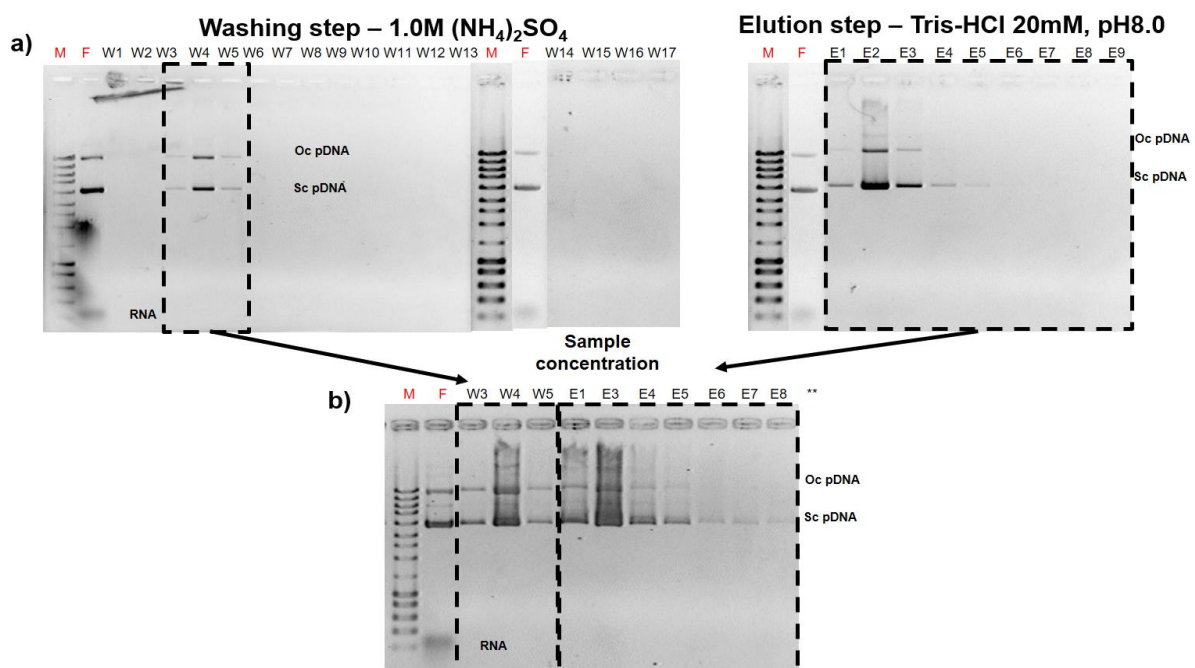 Washing step – 1.0M (NH₄)₂SO₄
Elution step – Tris-HCl 20mM, pH8.0
a)
M F W1 W2 W3 W4 W5 W6 W7 W8 W9 W10 W11 W12 W13 M F W14 W15 W16 W17
M F E1 E2 E3 E4 E5 E6 E7 E8 E9
Oc pDNA
Sc pDNA
RNA
Oc pDNA
Sc pDNA
Sample
concentration
b)
M F W3 W4 W5 E1 E3 E4 E5 E6 E7 E8 **
Oc pDNA
Sc pDNA
RNA